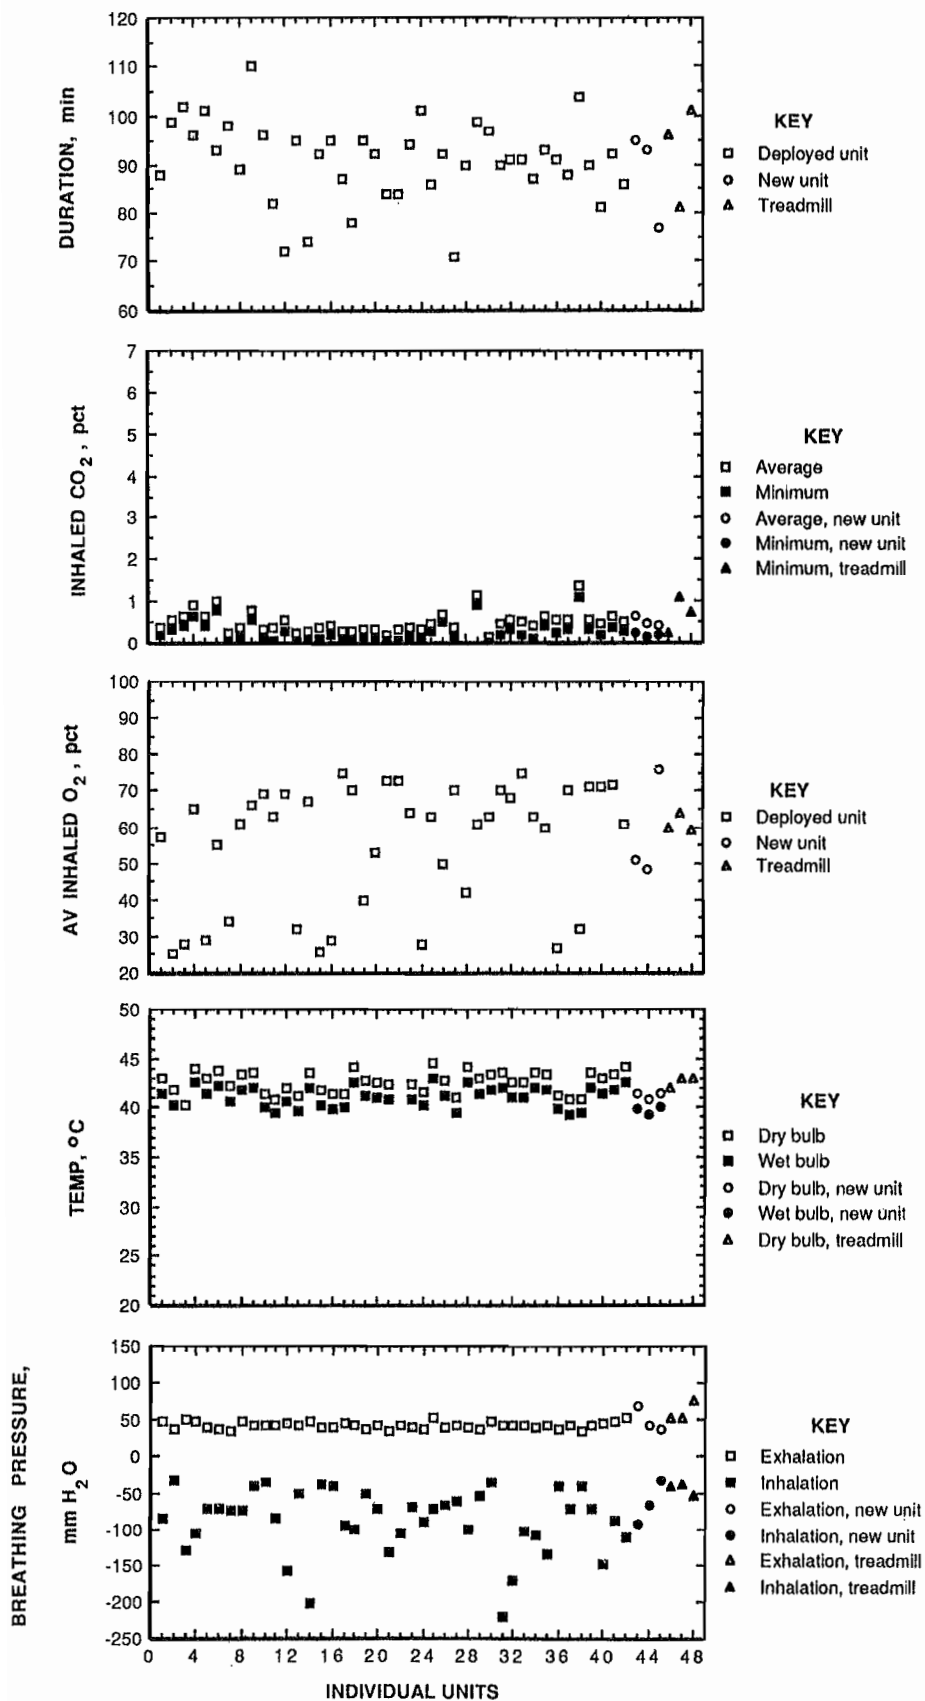 DURATION, min
120
110
100
90
80
70
60
KEY
Deployed unit
New unit
Treadmill
INHALED CO2, pct
7
6
5
4
3
2
1
0
KEY
Average
Minimum
Average, new unit
Minimum, new unit
Minimum, treadmill
AV INHALED O2, pct
100
90
80
70
60
50
40
30
20
KEY
Deployed unit
New unit
Treadmill
TEMP, °C
50
45
40
35
30
25
20
KEY
Dry bulb
Wet bulb
Dry bulb, new unit
Wet bulb, new unit
Dry bulb, treadmill
BREATHING PRESSURE,
mm H2O
150
100
50
0
-50
-100
-150
-200
-250
KEY
Exhalation
Inhalation
Exhalation, new unit
Inhalation, new unit
Exhalation, treadmill
Inhalation, treadmill
0 4 8 12 16 20 24 28 32 36 40 44 48
INDIVIDUAL UNITS